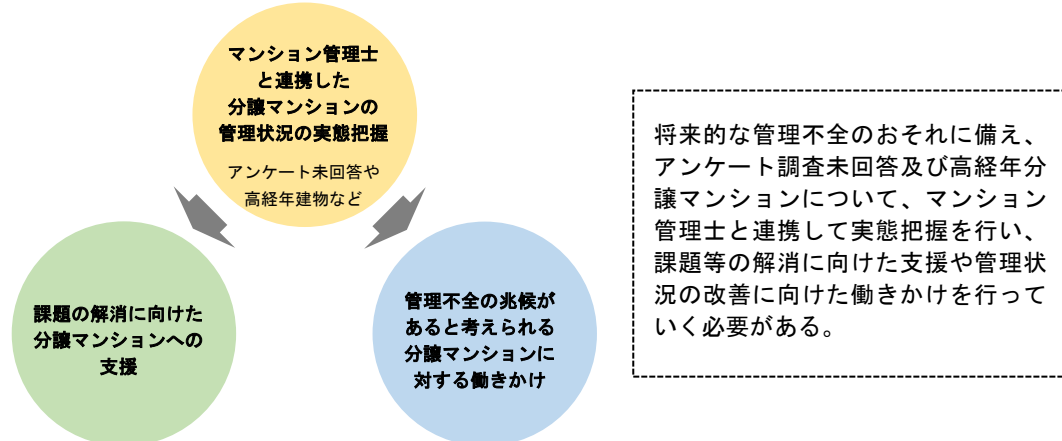 マンション管理士
と連携した
分譲マンションの
管理状況の実態把握
アンケート未回答や
高経年建物など
課題の解消に向けた
分譲マンションへの
支援
管理不全の兆候が
あると考えられる
分譲マンションに
対する働きかけ
将来的な管理不全のおそれに備え、
アンケート調査未回答及び高経年分
譲マンションについて、マンション
管理士と連携して実態把握を行い、
課題等の解消に向けた支援や管理状
況の改善に向けた働きかけを行って
いく必要がある。